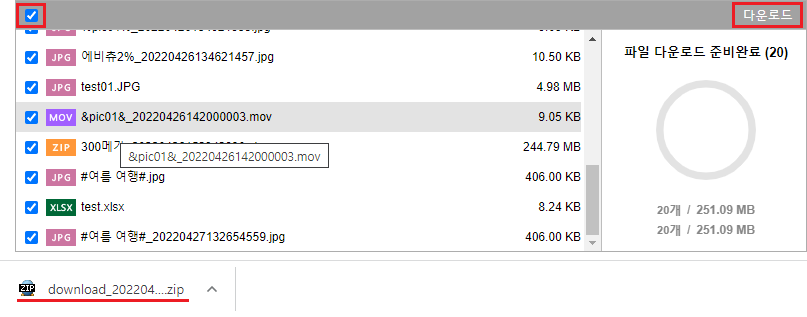 다운로드
JPG 에비츄2%_20220426134621457.jpg 10.50 KB
JPG test01.JPG 4.98 MB
MOV &pic01&_20220426142000003.mov 9.05 KB
ZIP 300메가 244.79 MB
&pic01&_20220426142000003.mov
JPG #여름 여행#.jpg 406.00 KB
XLSX test.xlsx 8.24 KB
JPG #여름 여행#_20220427132654559.jpg 406.00 KB
파일 다운로드 준비완료 (20)
20개 / 251.09 MB
20개 / 251.09 MB
ZIP download_202204....zip